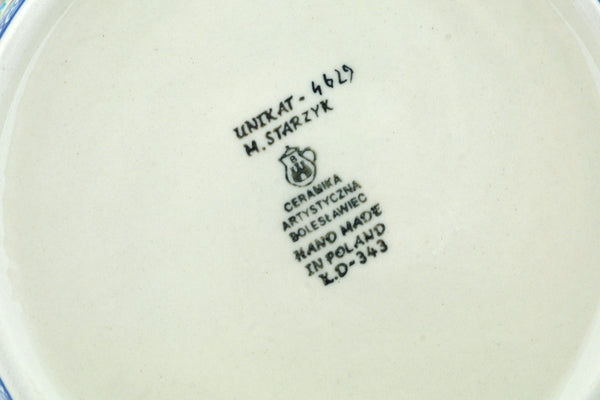 UNIKAT - 4629
M. STARZYK
CERAMIKA
ARTYSTYCZNA
BOLESŁAWIEC
HAND MADE
IN POLAND
Ł.D-343